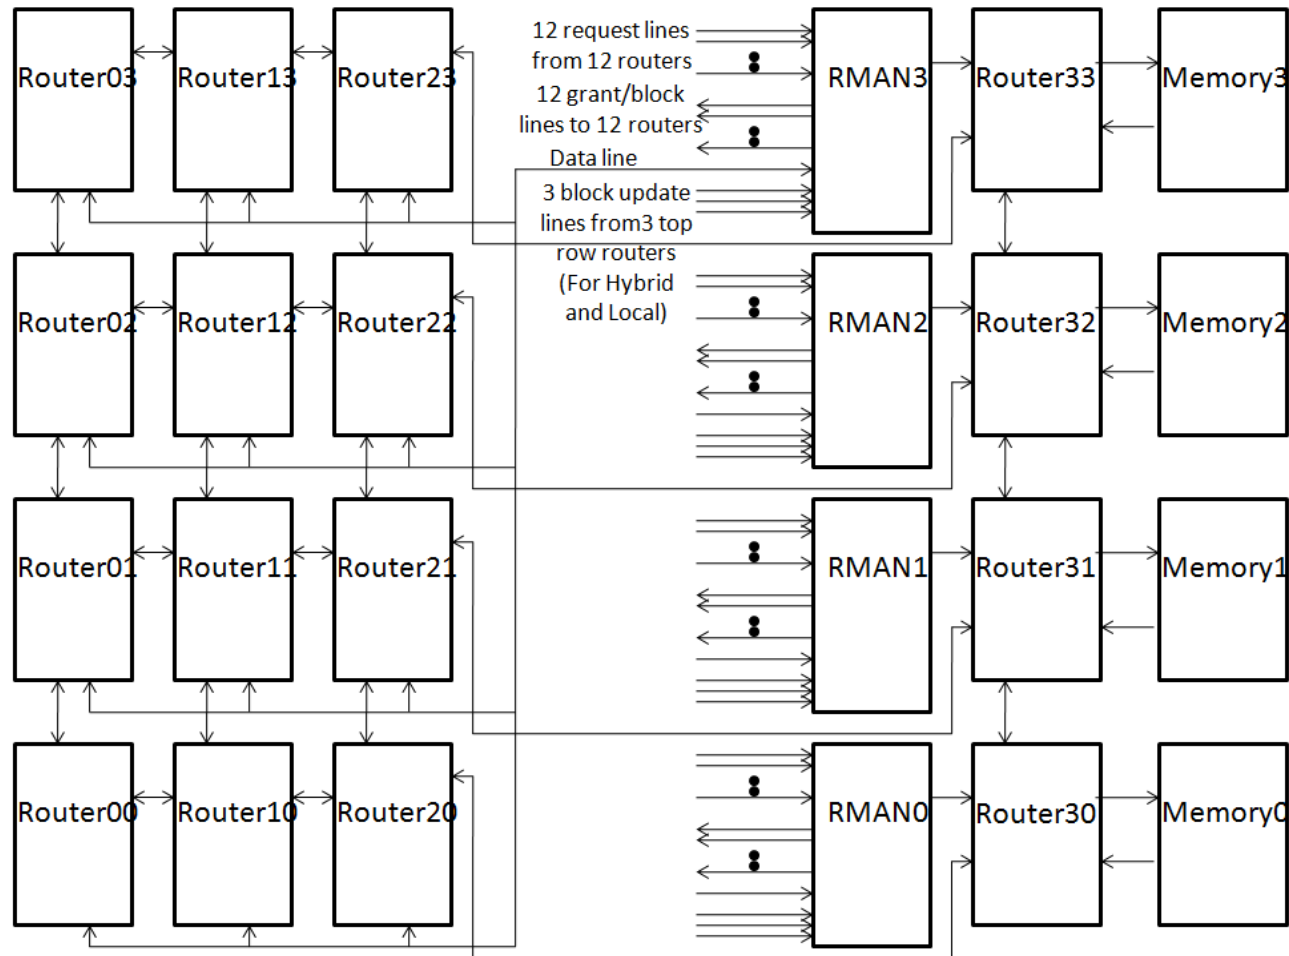 Router03
Router13
Router23
12 request lines
from 12 routers
12 grant/block
lines to 12 routers
Data line
3 block update
lines from3 top
row routers
(For Hybrid
and Local)
RMAN3
Router33
Memory3
Router02
Router12
Router22
RMAN2
Router32
Memory2
Router01
Router11
Router21
RMAN1
Router31
Memory1
Router00
Router10
Router20
RMAN0
Router30
Memory0